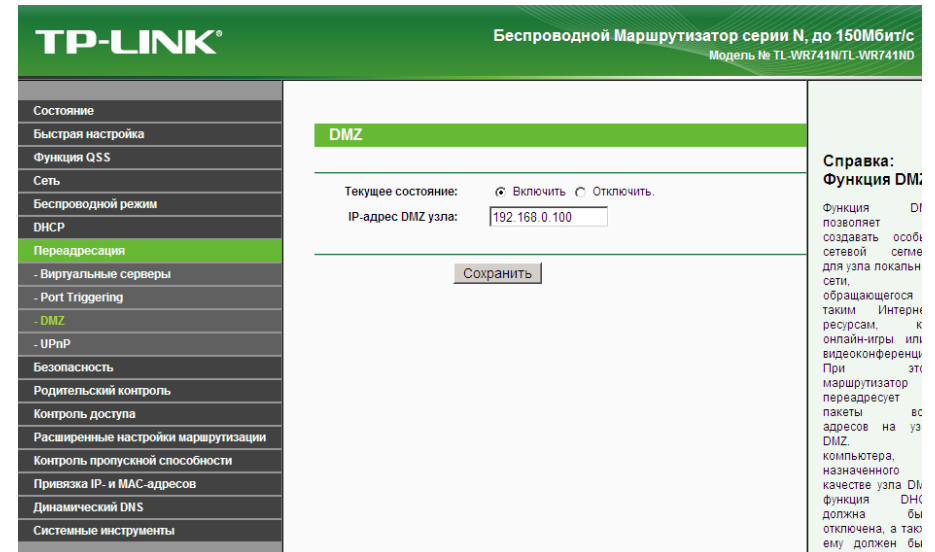 TP-LINK®
Беспроводной Маршрутизатор серии N, до 150Мбит/с
Модель № TL-WR741N/TL-WR741ND
Состояние
Быстрая настройка
Функция QSS
Сеть
Беспроводной режим
DHCP
Переадресация
- Виртуальные серверы
- Port Triggering
- DMZ
- UPnP
Безопасность
Родительский контроль
Контроль доступа
Расширенные настройки маршрутизации
Контроль пропускной способности
Привязка IP- и MAC-адресов
Динамический DNS
Системные инструменты
DMZ
Текущее состояние: Включить Отключить.
IP-адрес DMZ узла: 192.168.0.100
Сохранить
Справка:
Функция DMZ
Функция
позволяет
создавать
сетевой
для узла
сети,
обращающегося
таким
ресурсам,
онлайн-игры
При
маршрутизатор
переадресует
пакеты
адресов на
DMZ.
компьютера,
назначенного
качестве узла
функция
должна
отключена, а
ему должен